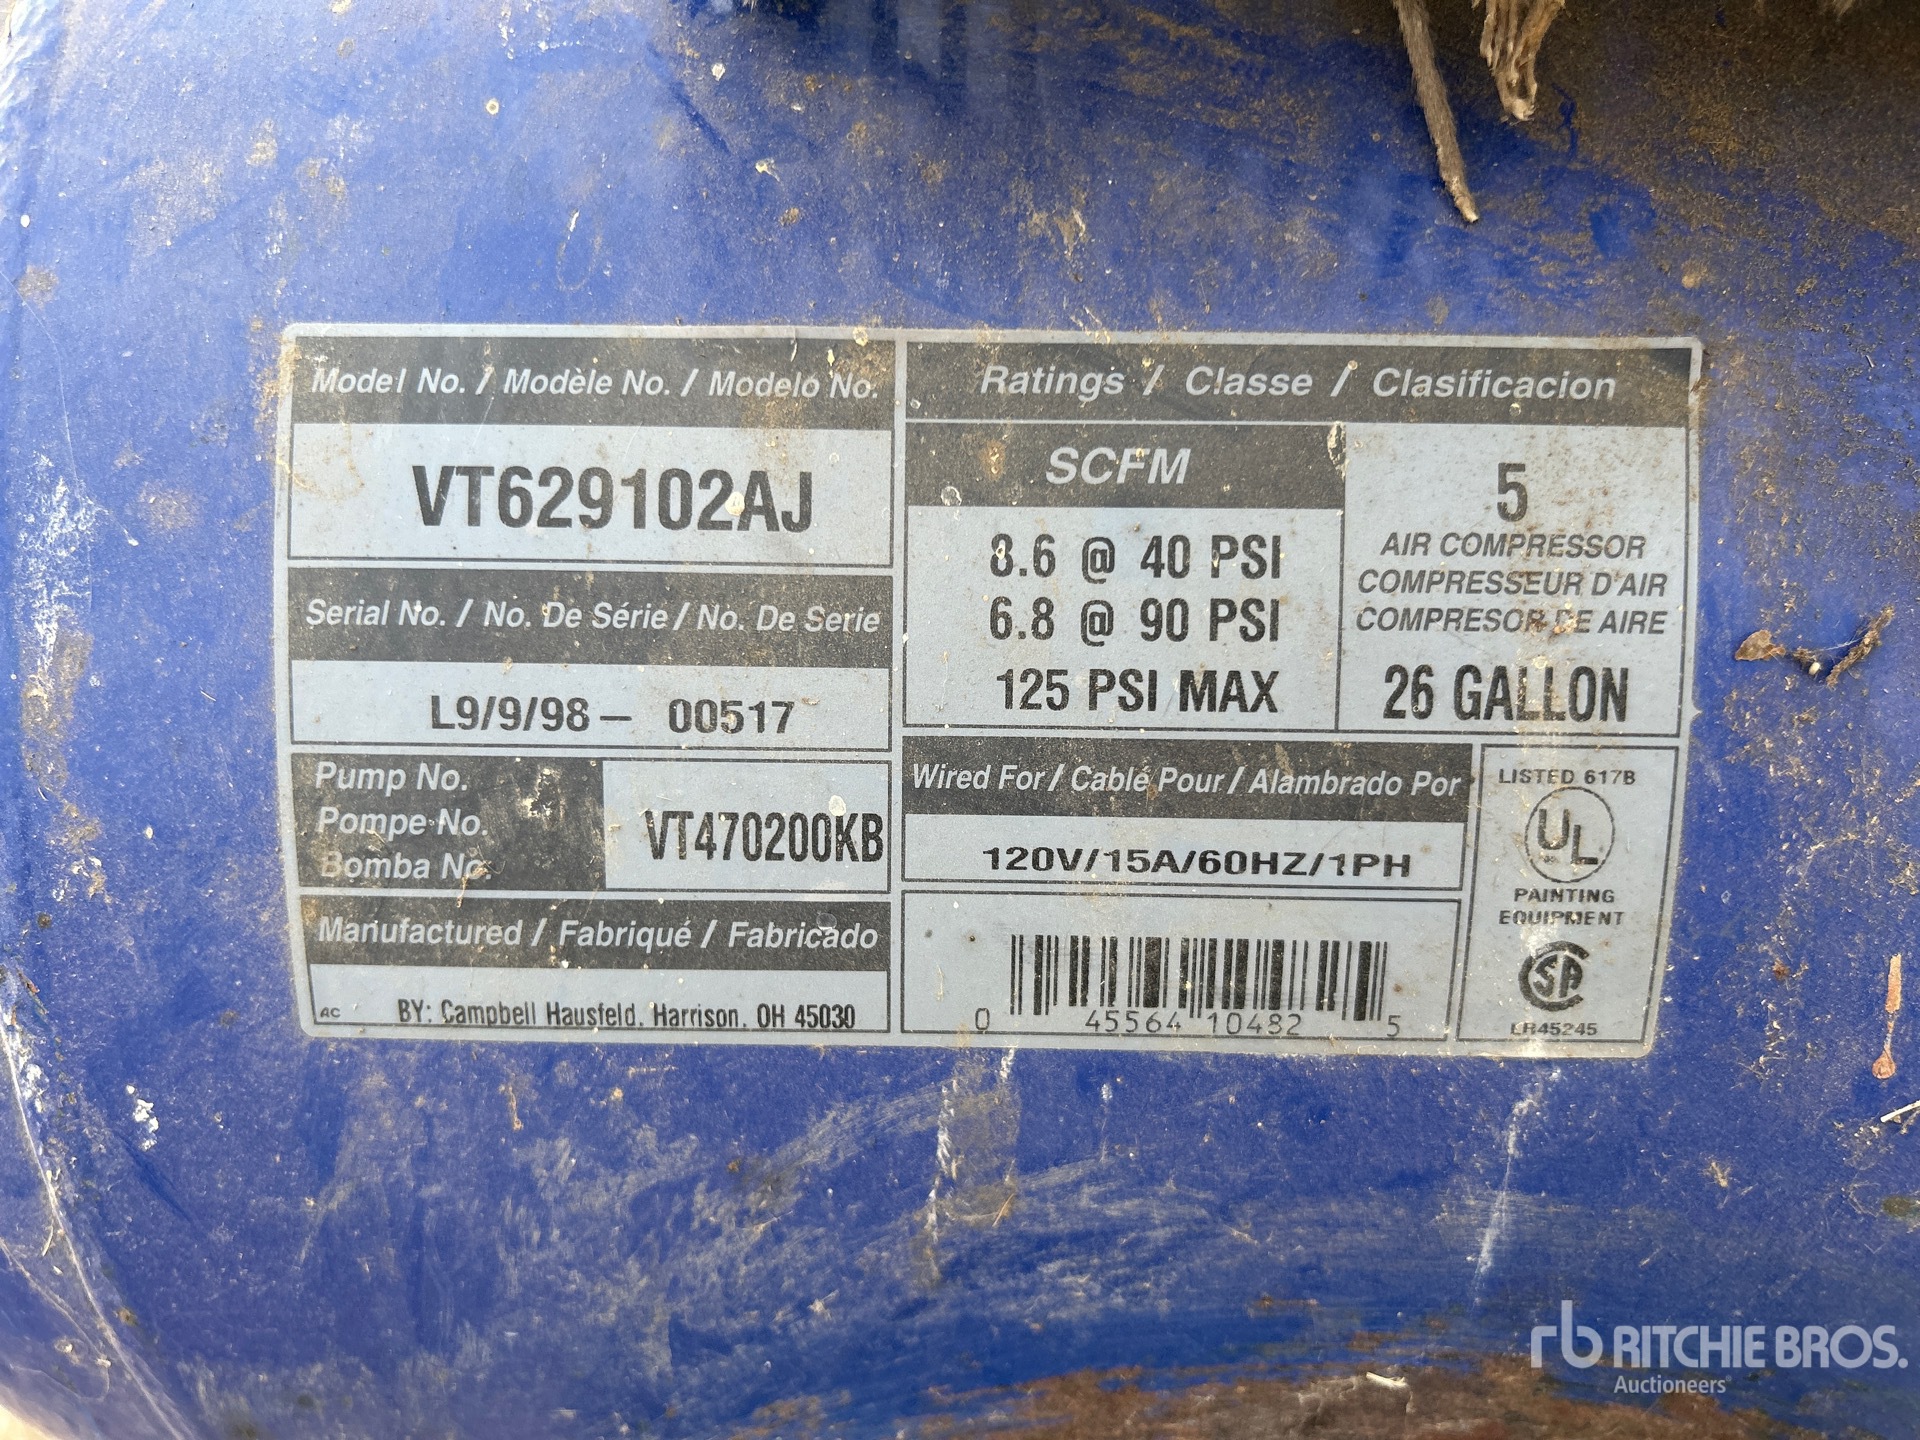 Model No. / Modèle No. / Modelo No.
VT629102AJ
Serial No. / No. De Série / No. De Serie
L9/9/98 – 00517
Pump No.
Pompe No.
Bomba No.
VT470200KB
Manufactured / Fabriqué / Fabricado
AC
BY: Campbell Hausfeld, Harrison, OH 45030
Ratings / Classe / Clasificacion
SCFM
8.6 @ 40 PSI
6.8 @ 90 PSI
125 PSI MAX
5
AIR COMPRESSOR
COMPRESSEUR D'AIR
COMPRESOR DE AIRE
26 GALLON
Wired For / Cablé Pour / Alambrado Por
120V/15A/60HZ/1PH
0 45564 10482 5
LISTED 617B
UL
PAINTING
EQUIPMENT
SA
LR45245
rb RITCHIE BROS.
Auctioneers